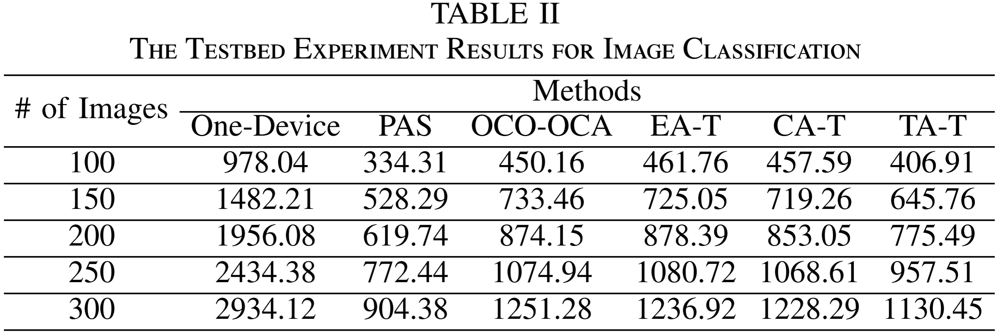 TABLE II
THE TESTBED EXPERIMENT RESULTS FOR IMAGE CLASSIFICATION
# of Images Methods
One-Device PAS OCO-OCA EA-T CA-T TA-T
100 978.04 334.31 450.16 461.76 457.59 406.91
150 1482.21 528.29 733.46 725.05 719.26 645.76
200 1956.08 619.74 874.15 878.39 853.05 775.49
250 2434.38 772.44 1074.94 1080.72 1068.61 957.51
300 2934.12 904.38 1251.28 1236.92 1228.29 1130.45